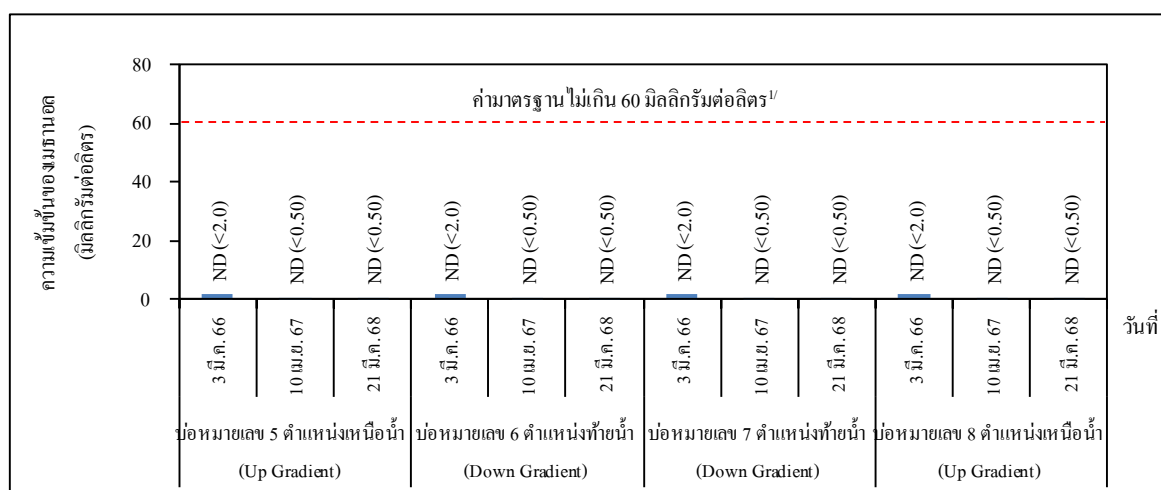 ความเข้มข้นของเมธานอล
(มิลลิกรัมต่อลิตร)
80
60
40
20
0
ค่ามาตรฐานไม่เกิน 60 มิลลิกรัมต่อลิตร1/
ND (<2.0)
ND (<0.50)
ND (<0.50)
ND (<2.0)
ND (<0.50)
ND (<0.50)
ND (<2.0)
ND (<0.50)
ND (<0.50)
ND (<2.0)
ND (<0.50)
ND (<0.50)
3 มี.ค. 66
10 เม.ย. 67
21 มี.ค. 68
3 มี.ค. 66
10 เม.ย. 67
21 มี.ค. 68
3 มี.ค. 66
10 เม.ย. 67
21 มี.ค. 68
3 มี.ค. 66
10 เม.ย. 67
21 มี.ค. 68
วันที่
บ่อหมายเลข 5 ตำแหน่งเหนือน้ำ
(Up Gradient)
บ่อหมายเลข 6 ตำแหน่งท้ายน้ำ
(Down Gradient)
บ่อหมายเลข 7 ตำแหน่งท้ายน้ำ
(Down Gradient)
บ่อหมายเลข 8 ตำแหน่งเหนือน้ำ
(Up Gradient)